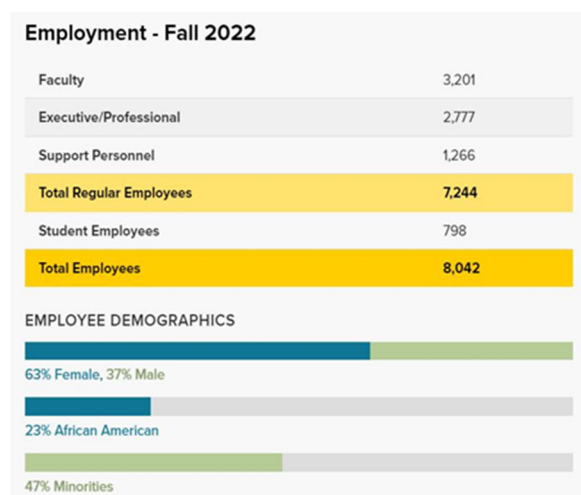 Employment - Fall 2022
Faculty 3,201
Executive/Professional 2,777
Support Personnel 1,266
Total Regular Employees 7,244
Student Employees 798
Total Employees 8,042
EMPLOYEE DEMOGRAPHICS
63% Female, 37% Male
23% African American
47% Minorities